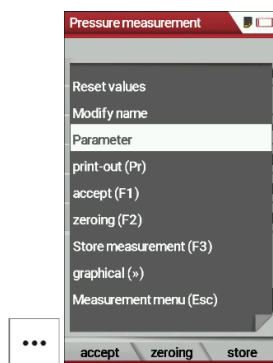 Pressure measurement
Reset values
Modify name
Parameter
print-out (Pr)
accept (F1)
zeroing (F2)
Store measurement (F3)
graphical (»)
Measurement menu (Esc)
...
accept zeroing store